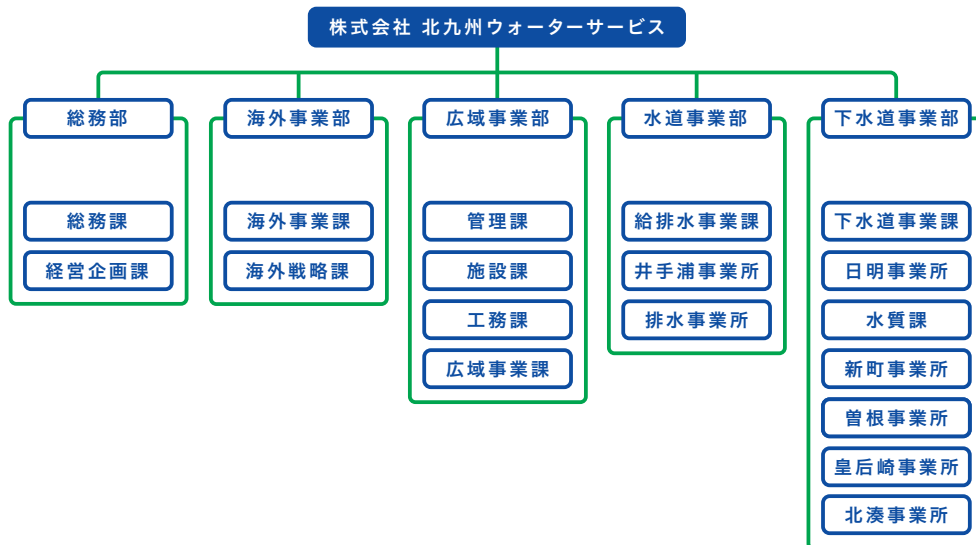 株式会社 北九州ウォーターサービス
総務部
総務課
経営企画課
海外事業部
海外事業課
海外戦略課
広域事業部
管理課
施設課
工務課
広域事業課
水道事業部
給排水事業課
井手浦事業所
排水事業所
下水道事業部
下水道事業課
日明事業所
水質課
新町事業所
曽根事業所
皇后崎事業所
北湊事業所